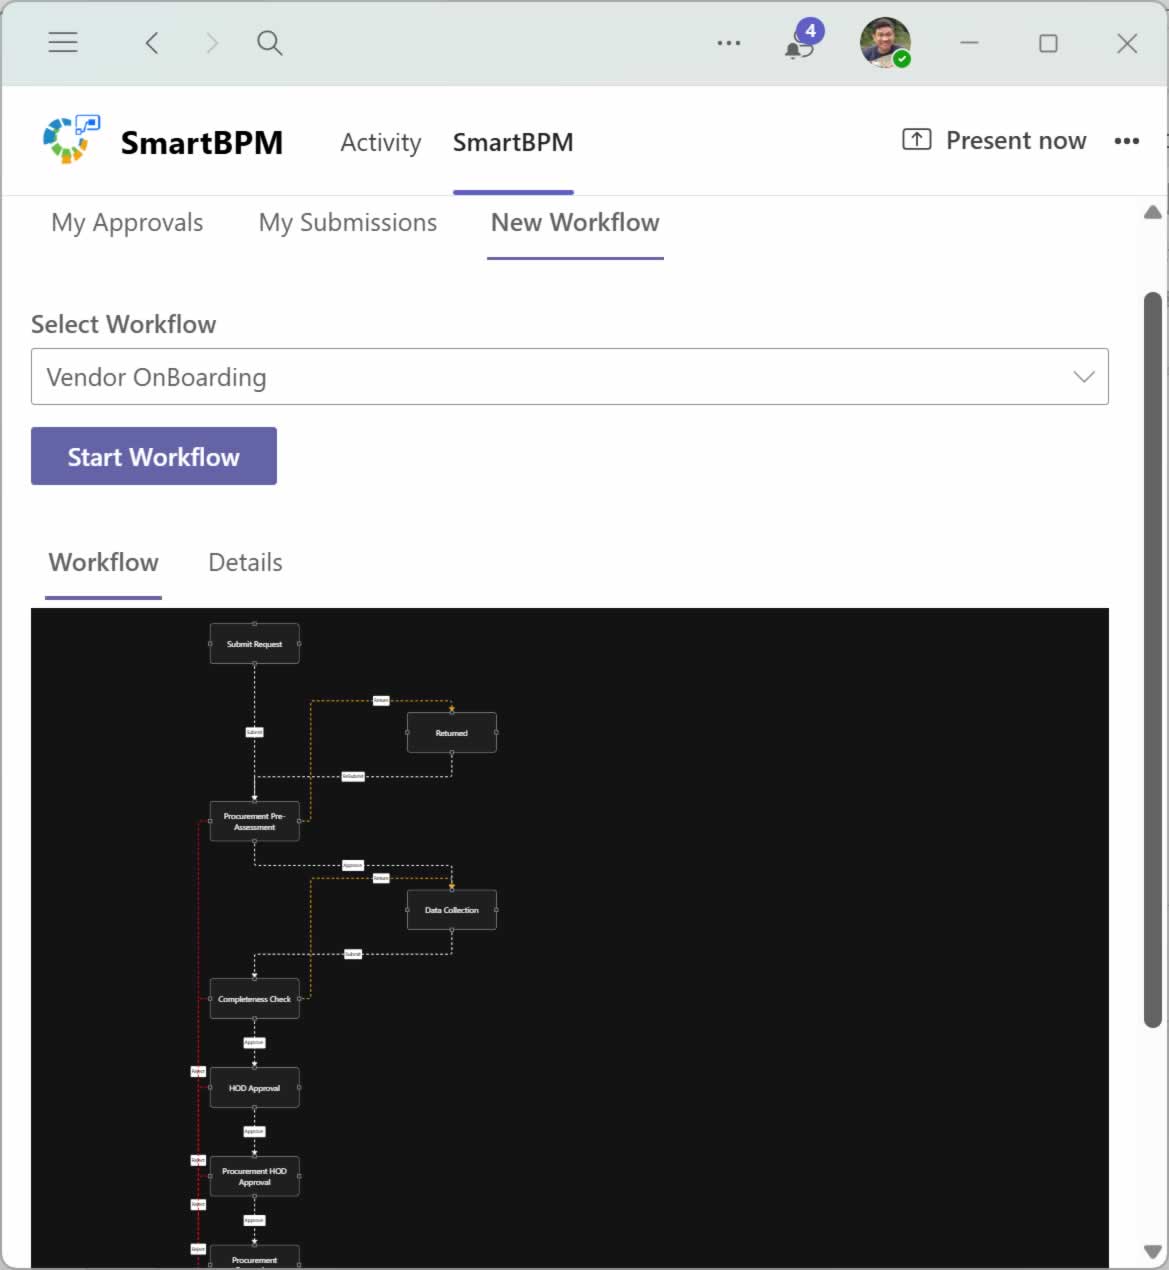 4
SmartBPM
Activity
SmartBPM
Present now
My Approvals
My Submissions
New Workflow
Select Workflow
Vendor OnBoarding
Start Workflow
Workflow
Details
Submit Request
Return
Returned
Submit
ReSubmit
Procurement Pre-
Assessment
Approve
Return
Data Collection
Submit
Completeness Check
Approve
Reject
HOD Approval
Approve
Reject
Procurement HOD
Approval
Reject
Approve
Reject
Procurement